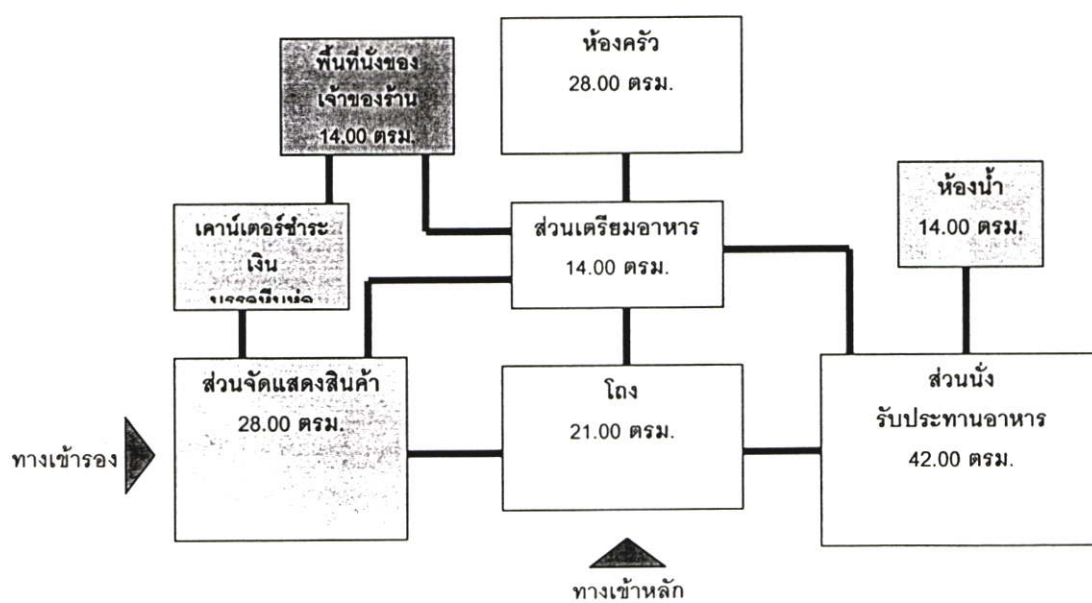 ห้องครัว
28.00 ตรม.
พื้นที่นั่งของ
เจ้าของร้าน
14.00 ตรม.
ห้องน้ำ
14.00 ตรม.
เคาน์เตอร์ชำระ
เงิน
ส่วนเตรียมอาหาร
14.00 ตรม.
ส่วนจัดแสดงสินค้า
28.00 ตรม.
โถง
21.00 ตรม.
ส่วนนั่ง
รับประทานอาหาร
42.00 ตรม.
ทางเข้ารอง
ทางเข้าหลัก